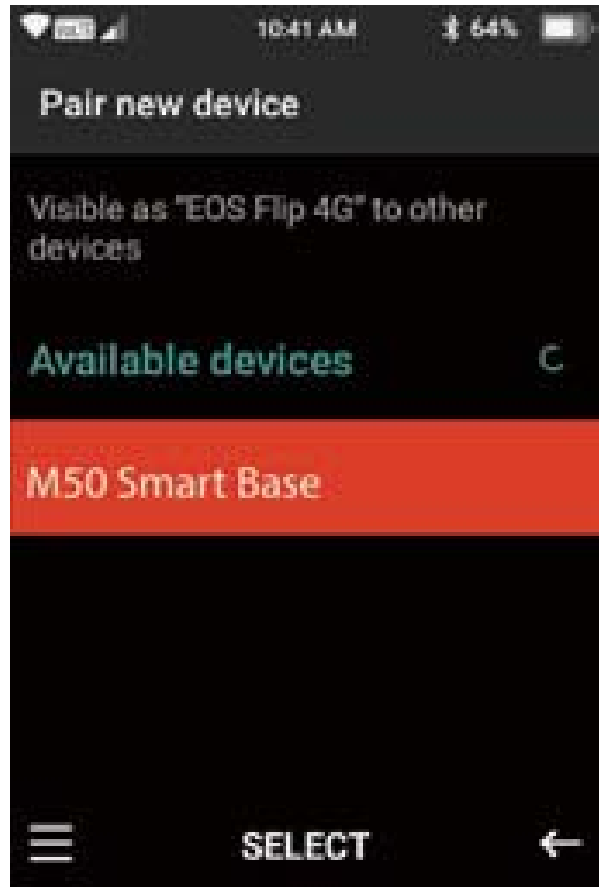 10:41 AM 64%
Pair new device
Visible as "EOS Flip 4G" to other
devices
Available devices
M50 Smart Base
SELECT